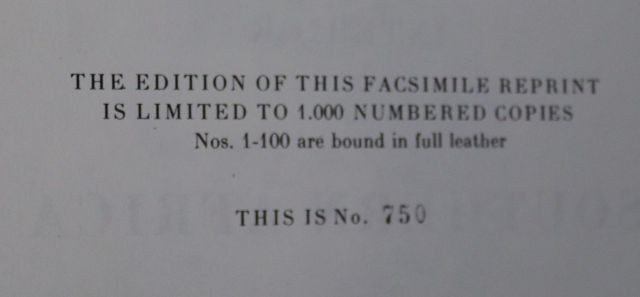 THE EDITION OF THIS FACSIMILE REPRINT
IS LIMITED TO 1.000 NUMBERED COPIES
Nos. 1-100 are bound in full leather
THIS IS No. 750